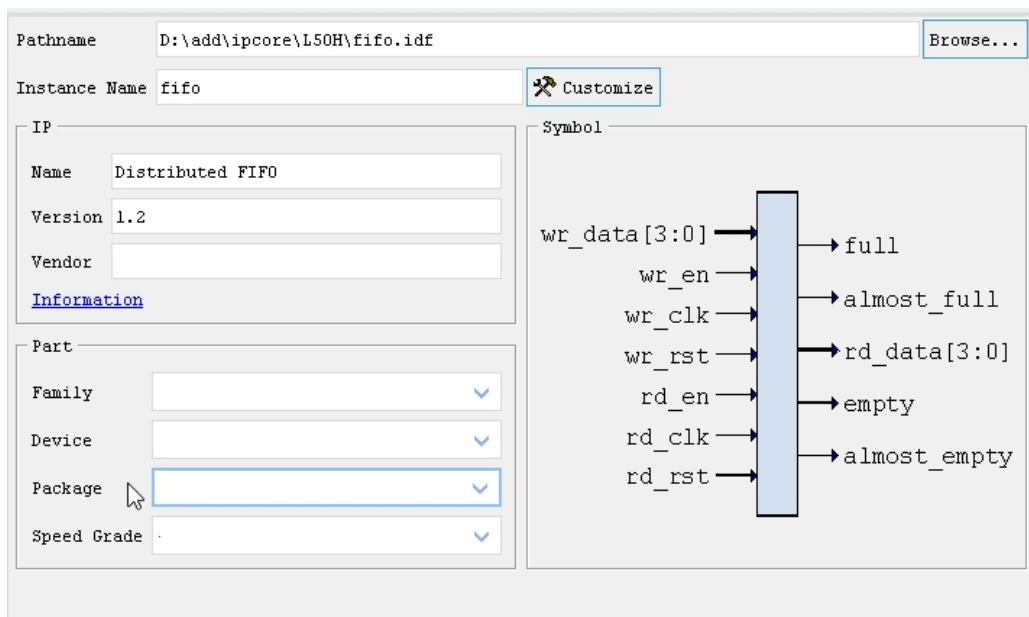 Pathname D:\add\ipcore\L50H\fifo.idf Browse...
Instance Name fifo Customize
IP
Name Distributed FIFO
Version 1.2
Vendor
Information
Part
Family
Device
Package
Speed Grade
Symbol
wr_data[3:0]
wr_en
wr_clk
wr_rst
rd_en
rd_clk
rd_rst
full
almost_full
rd_data[3:0]
empty
almost_empty